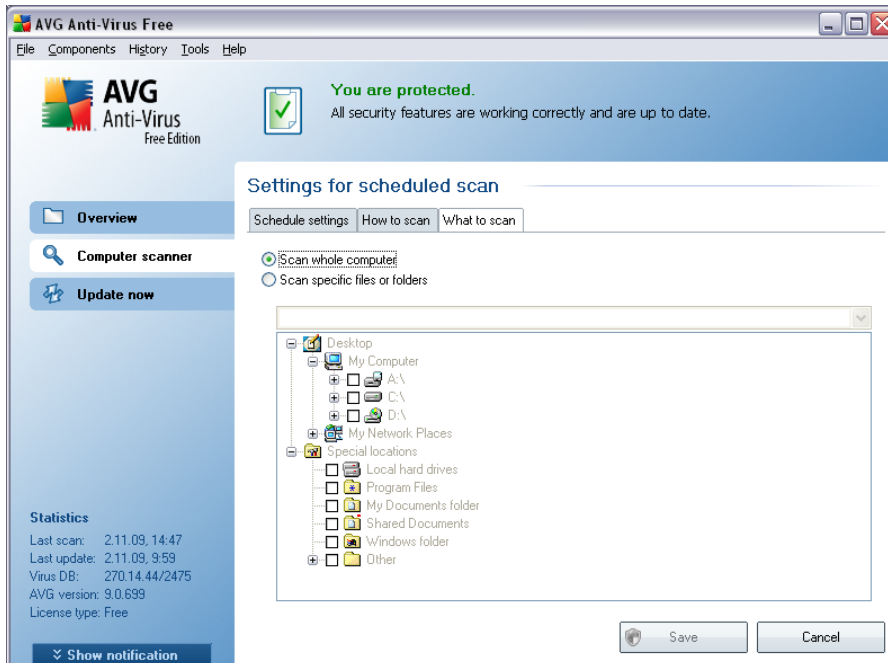 AVG Anti-Virus Free
File Components History Tools Help
AVG
Anti-Virus
Free Edition
You are protected.
All security features are working correctly and are up to date.
Overview
Computer scanner
Update now
Settings for scheduled scan
Schedule settings How to scan What to scan
Scan whole computer
Scan specific files or folders
Desktop
My Computer
A:\
C:\
D:\
My Network Places
Special locations
Local hard drives
Program Files
My Documents folder
Shared Documents
Windows folder
Other
Statistics
Last scan: 2.11.09, 14:47
Last update: 2.11.09, 9:59
Virus DB: 270.14.44/2475
AVG version: 9.0.699
License type: Free
Show notification
Save Cancel